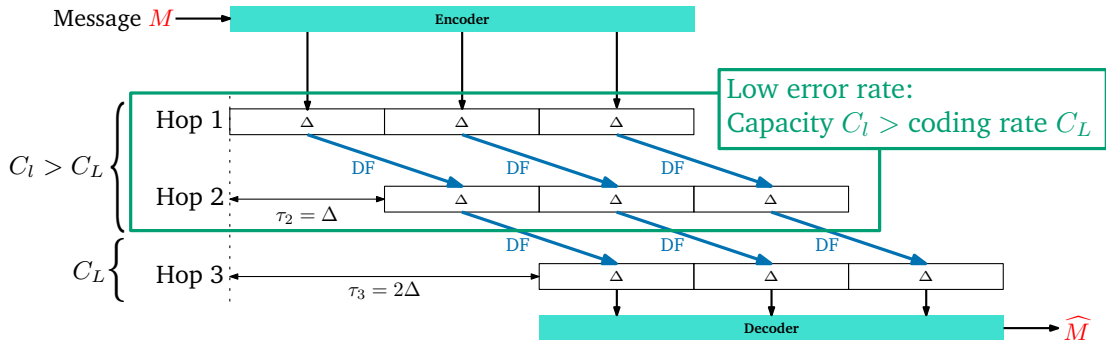 Message M
Encoder
Low error rate:
Capacity C_l > coding rate C_L
Hop 1 Δ Δ Δ
C_l > C_L
DF DF DF
Hop 2 Δ Δ Δ
τ_2 = Δ
DF DF DF
C_L
Hop 3 Δ Δ Δ
τ_3 = 2Δ
Decoder
M̂